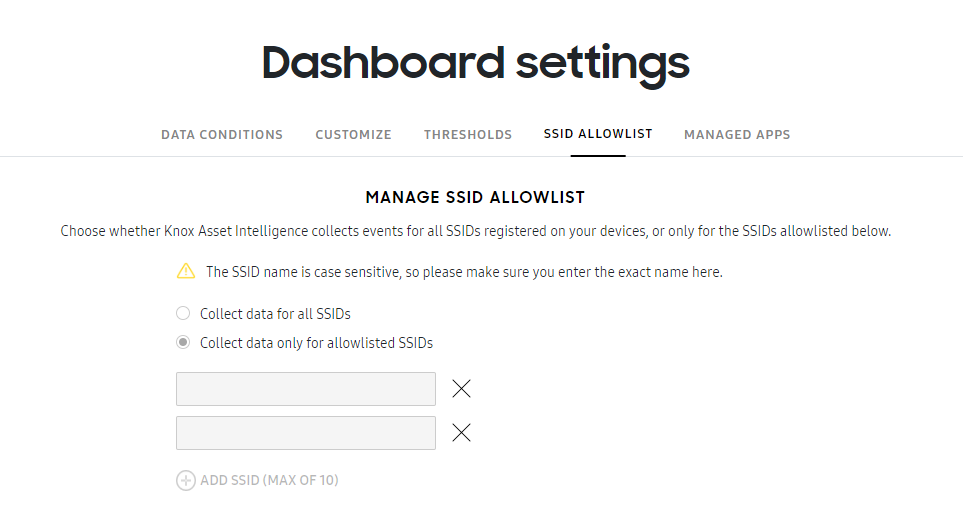 Dashboard settings
DATA CONDITIONS CUSTOMIZE THRESHOLDS SSID ALLOWLIST MANAGED APPS
MANAGE SSID ALLOWLIST
Choose whether Knox Asset Intelligence collects events for all SSIDs registered on your devices, or only for the SSIDs allowlisted below.
The SSID name is case sensitive, so please make sure you enter the exact name here.
Collect data for all SSIDs
Collect data only for allowlisted SSIDs
ADD SSID (MAX OF 10)